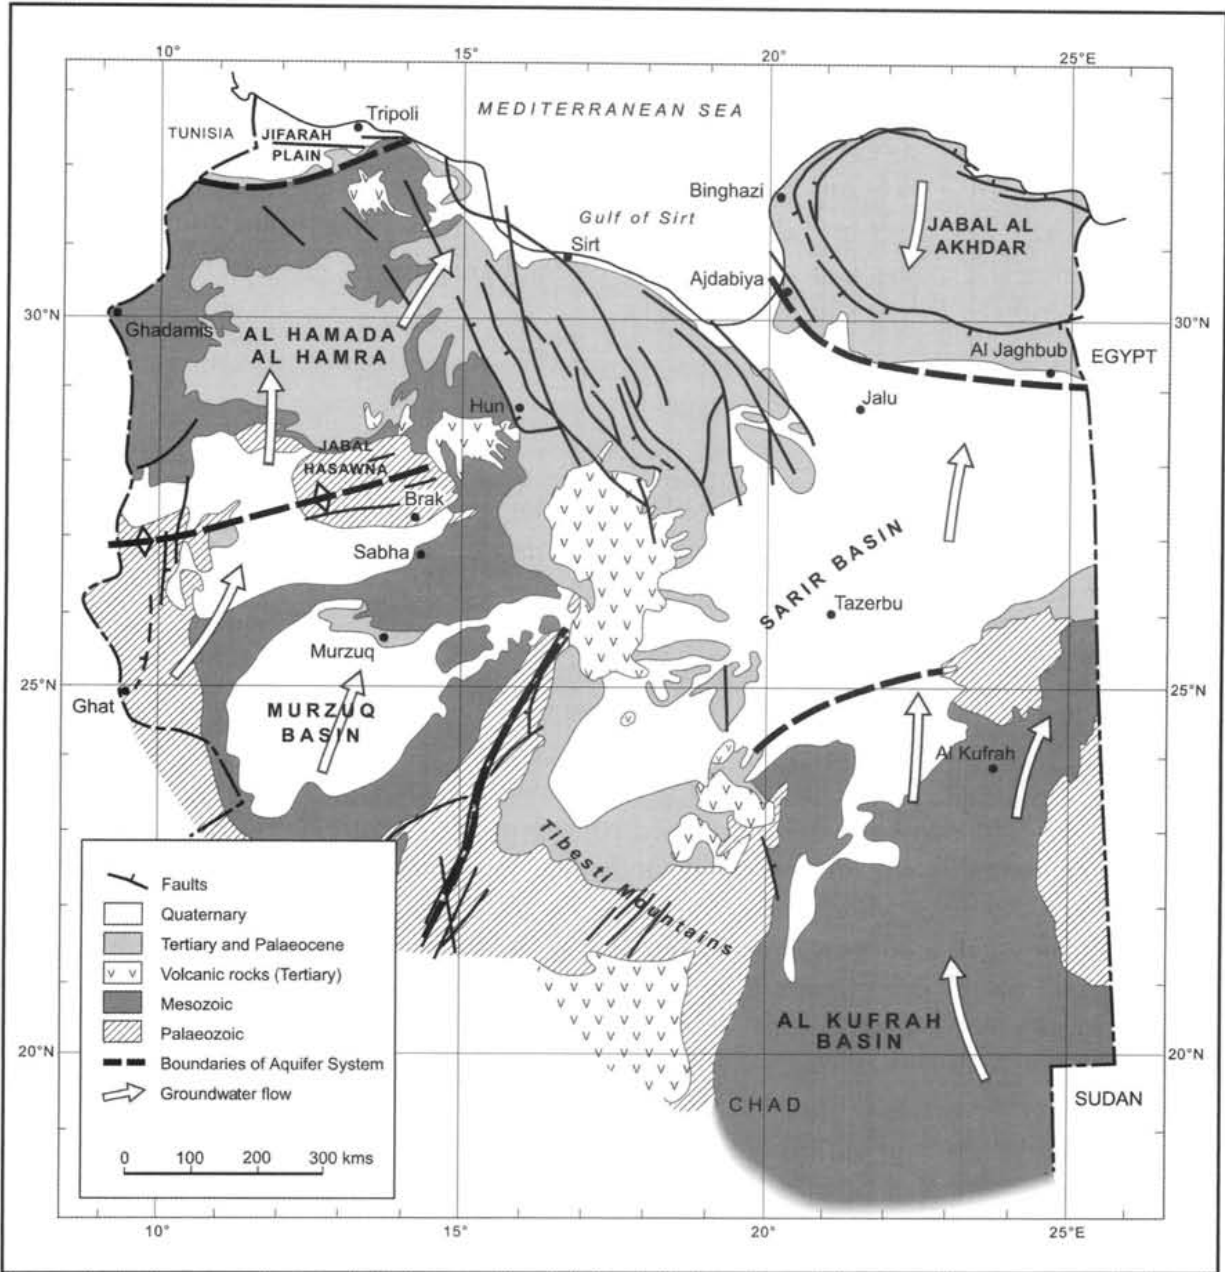 10°
15°
20°
25°E
MEDITERRANEAN SEA
Tripoli
TUNISIA
JIFARAH
PLAIN
Binghazi
Gulf of Sirt
JABAL AL
AKHDAR
Sirt
Ajdabiya
30°
30°N
Ghadamis
AL HAMADA
AL HAMRA
Al Jaghbub
EGYPT
Hun
Jalu
JABAL
HASAWNA
Brak
Sabha
SARIR BASIN
Tazerbu
Murzuq
25°
25°N
Ghat
MURZUQ
BASIN
Al Kufrah
Tibesti Mountains
Faults
Quaternary
Tertiary and Palaeocene
Volcanic rocks (Tertiary)
Mesozoic
Palaeozoic
Boundaries of Aquifer System
Groundwater flow
0 100 200 300 kms
AL KUFRAH
BASIN
20°N
20°N
CHAD
SUDAN
10°
15°
20°
25°E